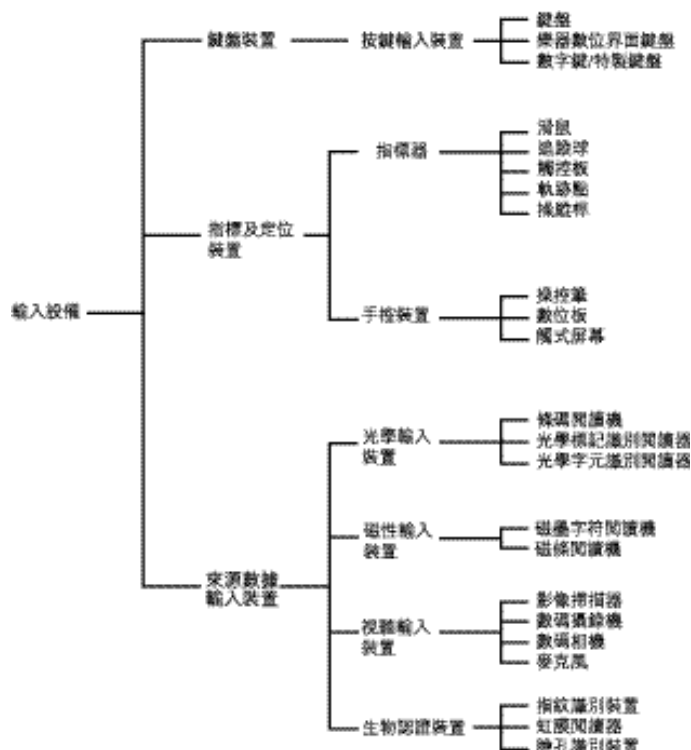 鍵盤裝置
按鍵輸入裝置
鍵盤
樂器數位界面鍵盤
數字鍵/特製鍵盤
指標及定位
裝置
指標器
滑鼠
追蹤球
觸控板
軌跡點
操縱桿
手控裝置
操控筆
數位板
觸式屏幕
輸入設備
來源數據
輸入裝置
光學輸入
裝置
條碼閱讀機
光學標記識別閱讀器
光學字元識別閱讀器
磁性輸入
裝置
磁墨字符閱讀機
磁條閱讀機
視聽輸入
裝置
影像掃描器
數碼攝錄機
數碼相機
麥克風
生物認證裝置
指紋識別裝置
虹膜閱讀器
臉孔識別裝置